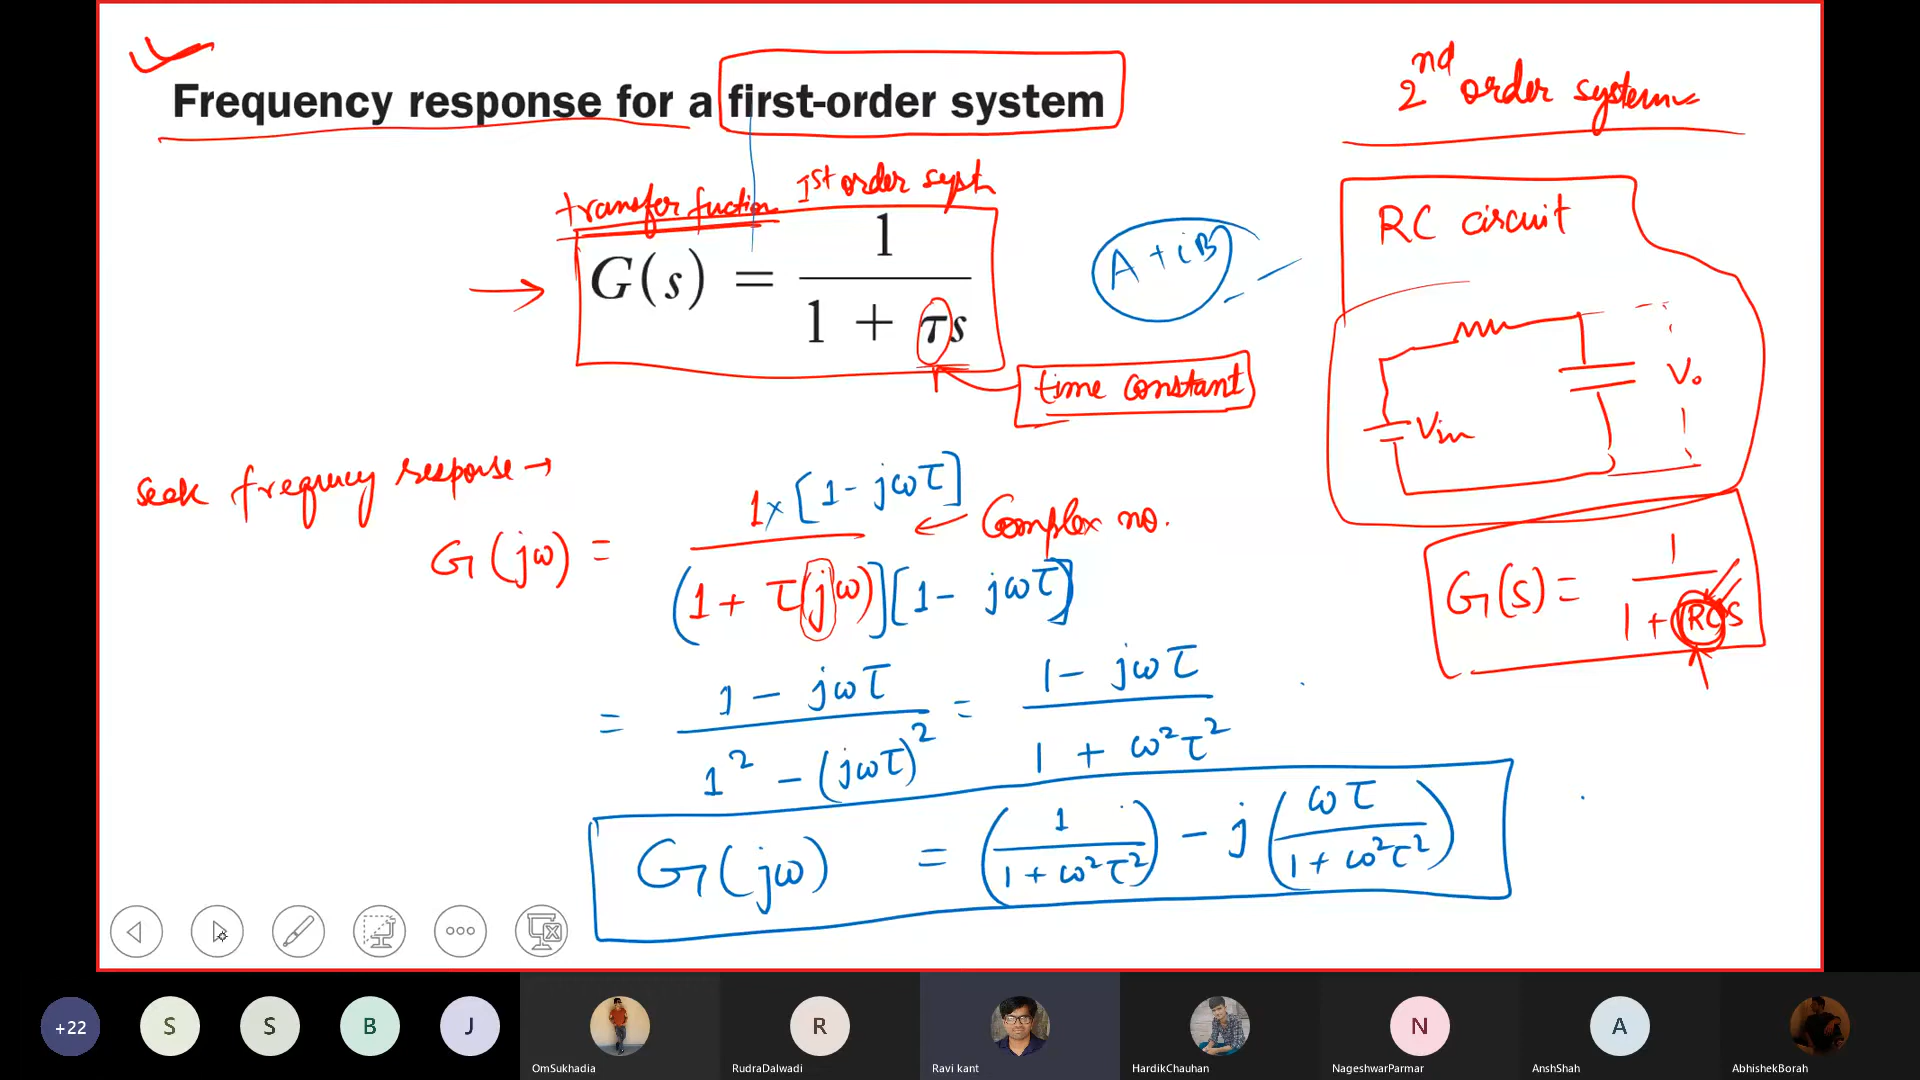 Frequency response for a first-order system
2nd order system
transfer fuction 1st order syst
G(s) = 1 / (1 + τs)
A + iB
RC circuit
time constant
Vin
Vo
Seek frequncy response →
G(jω) = 1 × [1 - jωτ] / (1 + τ(jω)] [1 - jωτ]
← Complex no.
G(s) = 1 / (1 + RCS)
= (1 - jωτ) / (1² - (jωτ)²) = (1 - jωτ) / (1 + ω²τ²)
G(jω) = (1 / (1 + ω²τ²)) - j (ωτ / (1 + ω²τ²))
+22
S
S
B
J
R
N
A
OmSukhadia
RudraDalwadi
Ravi kant
HardikChauhan
NageshwarParmar
AnshShah
AbhishekBorah